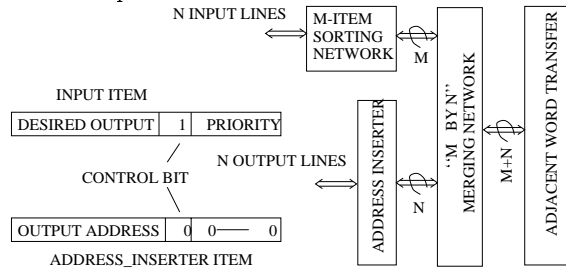 N INPUT LINES
M-ITEM
SORTING
NETWORK
M
INPUT ITEM
DESIRED OUTPUT 1 PRIORITY
N OUTPUT LINES
CONTROL BIT
OUTPUT ADDRESS 0 0 0
ADDRESS_INSERTER ITEM
ADDRESS INSERTER
N
"M BY N"
MERGING NETWORK
M+N
ADJACENT WORD TRANSFER